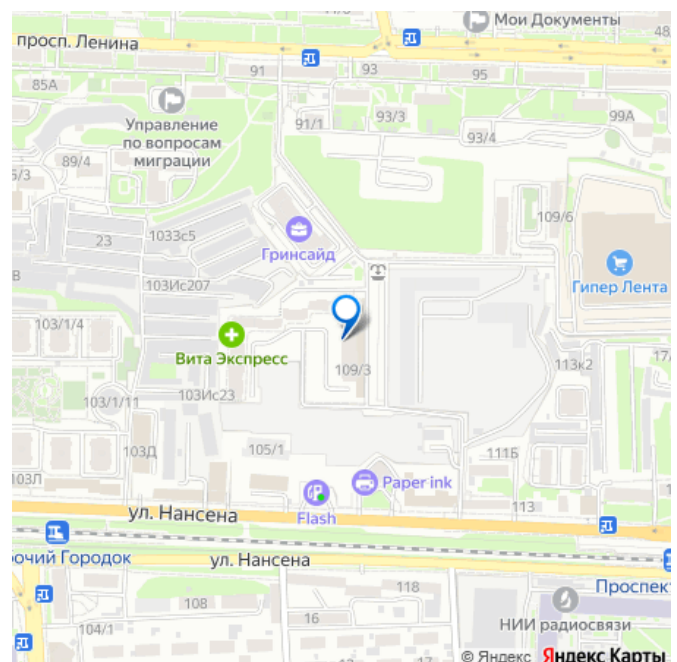 Мои Документы
48/
просп. Ленина
91
93
95
85А
Управление
по вопросам
миграции
91/1
93/3
93/4
99А
89/4
5/3
109/6
23
1033с5
Гринсайд
В
103Ис207
Гипер Лента
103/1/4
Вита Экспресс
109/3
113к2
17/
103Ис23
103/1/11
103Д
105/1
111Б
103Л
Paper ink
ул. Нансена
Flash
113
очий Городок
ул. Нансена
Проспек
118
108
16
НИИ радиосвязи
104/1
© Яндекс Яндекс Карты